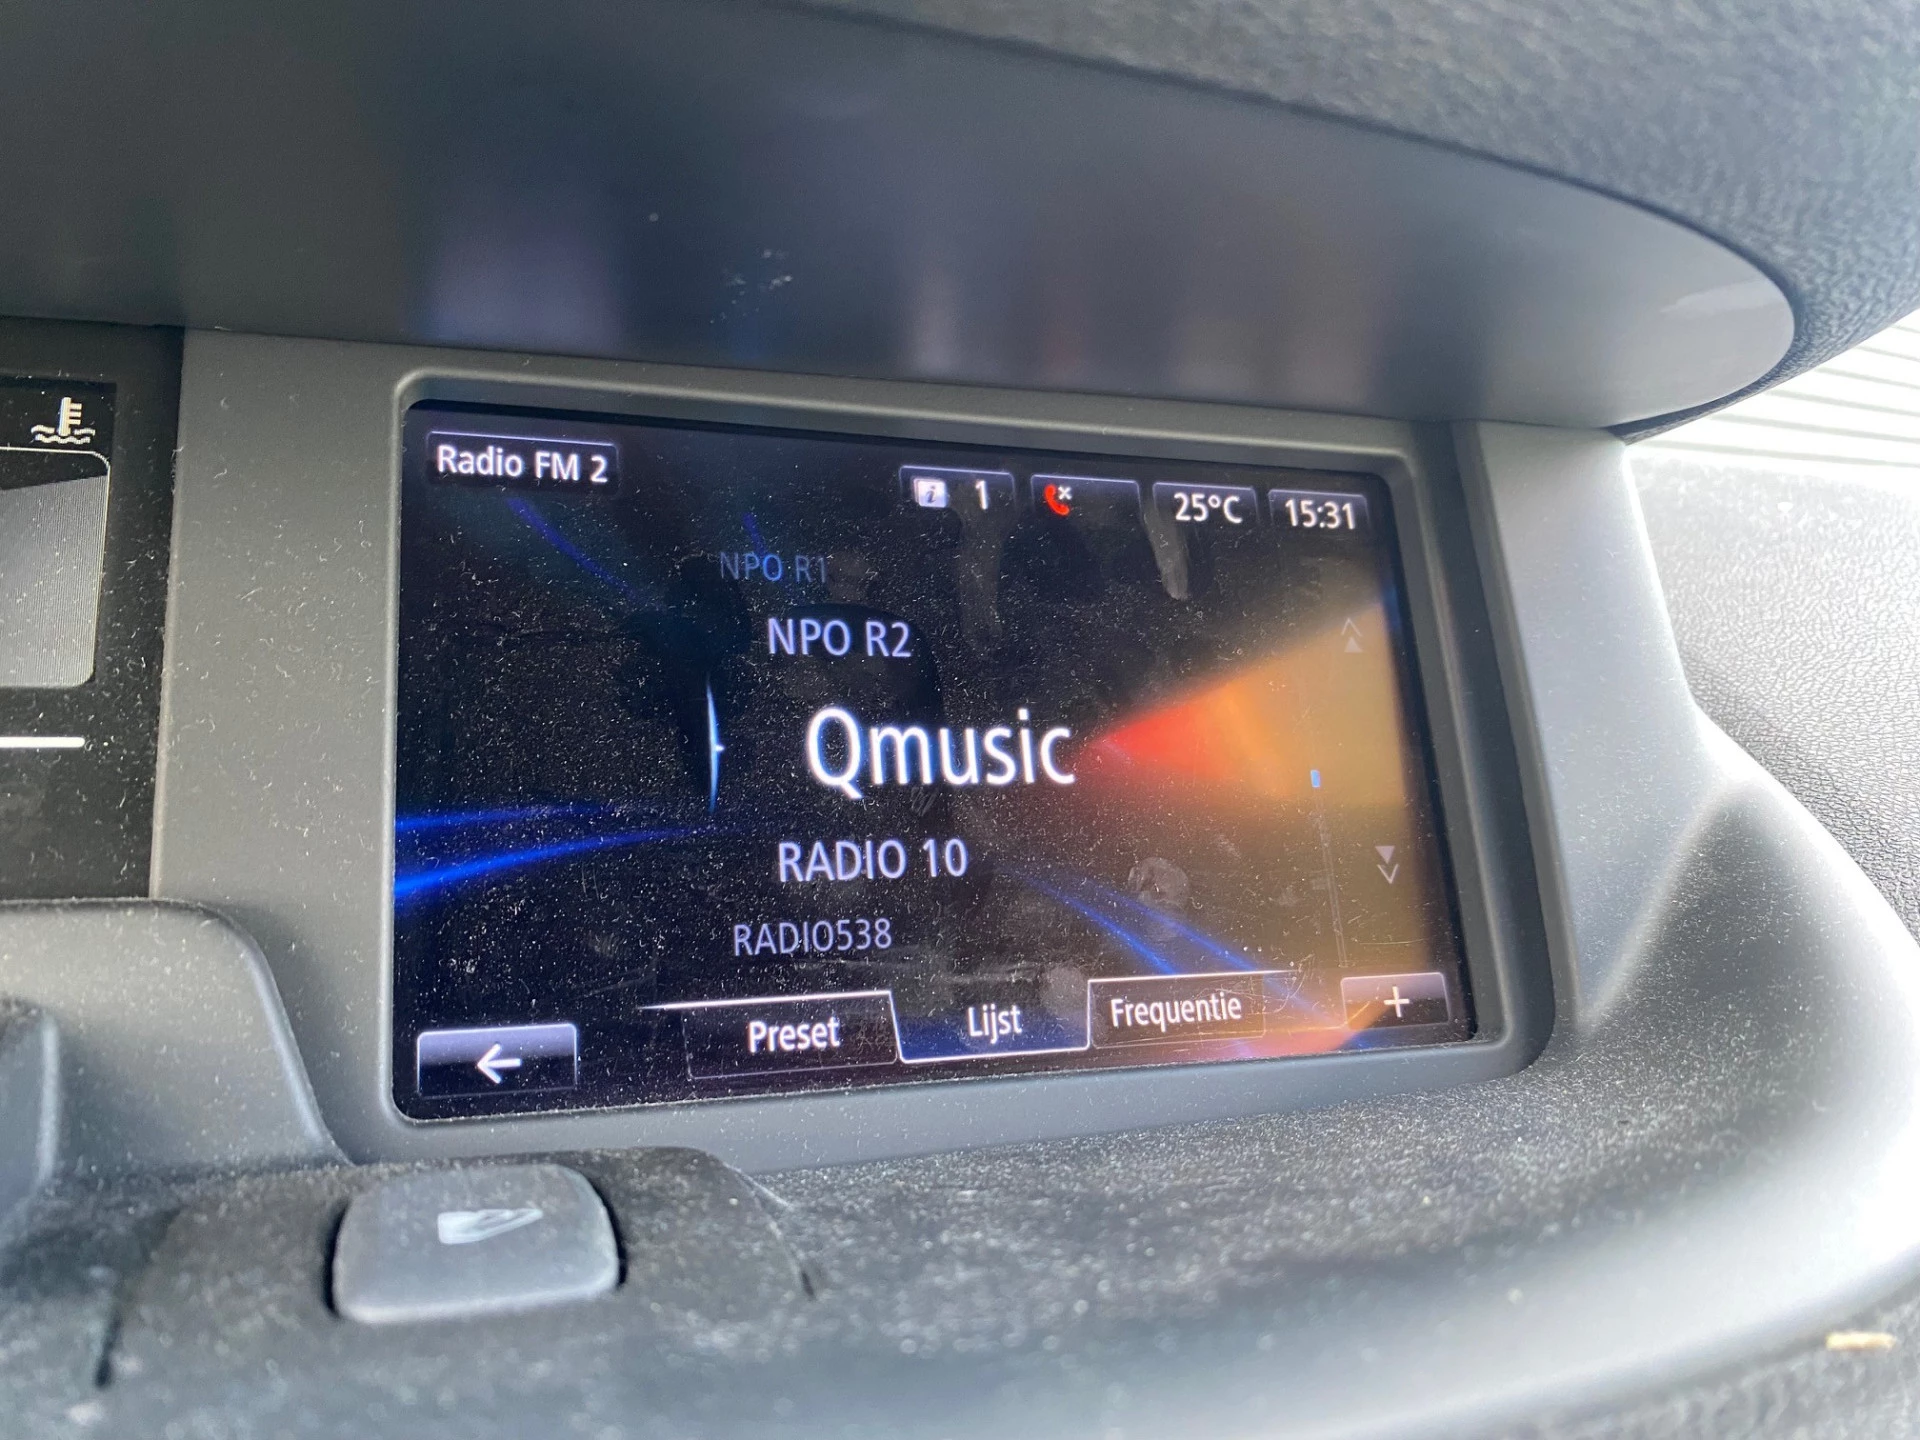 Radio FM 2
i 1
25°C
15:31
NPO R1
NPO R2
Qmusic
RADIO 10
RADIO538
Preset
Lijst
Frequentie
+